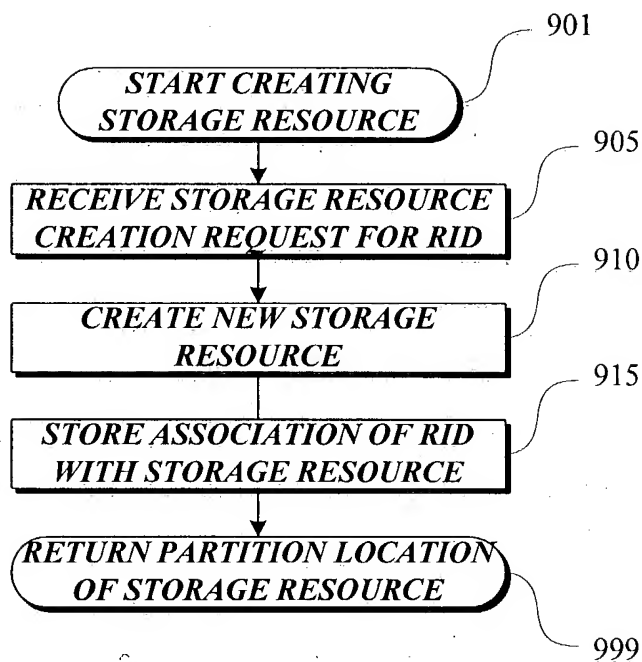 901
START CREATING
STORAGE RESOURCE
905
RECEIVE STORAGE RESOURCE
CREATION REQUEST FOR RID
910
CREATE NEW STORAGE
RESOURCE
915
STORE ASSOCIATION OF RID
WITH STORAGE RESOURCE
RETURN PARTITION LOCATION
OF STORAGE RESOURCE
999